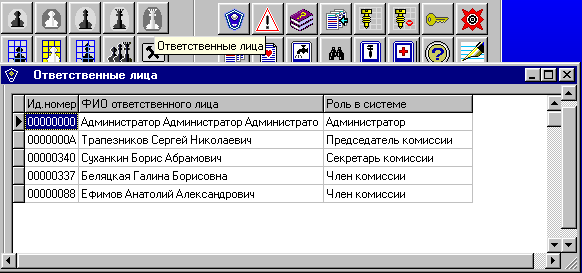 Ответственные лица
Ответственные лица
Ид.номер ФИО ответственного лица Роль в системе
00000000 Администратор Администратор Администрато Администратор
0000000A Трапезников Сергей Николаевич Председатель комиссии
00000340 Суханкин Борис Абрамович Секретарь комиссии
00000337 Беляцкая Галина Борисовна Член комиссии
00000088 Ефимов Анатолий Александрович Член комиссии